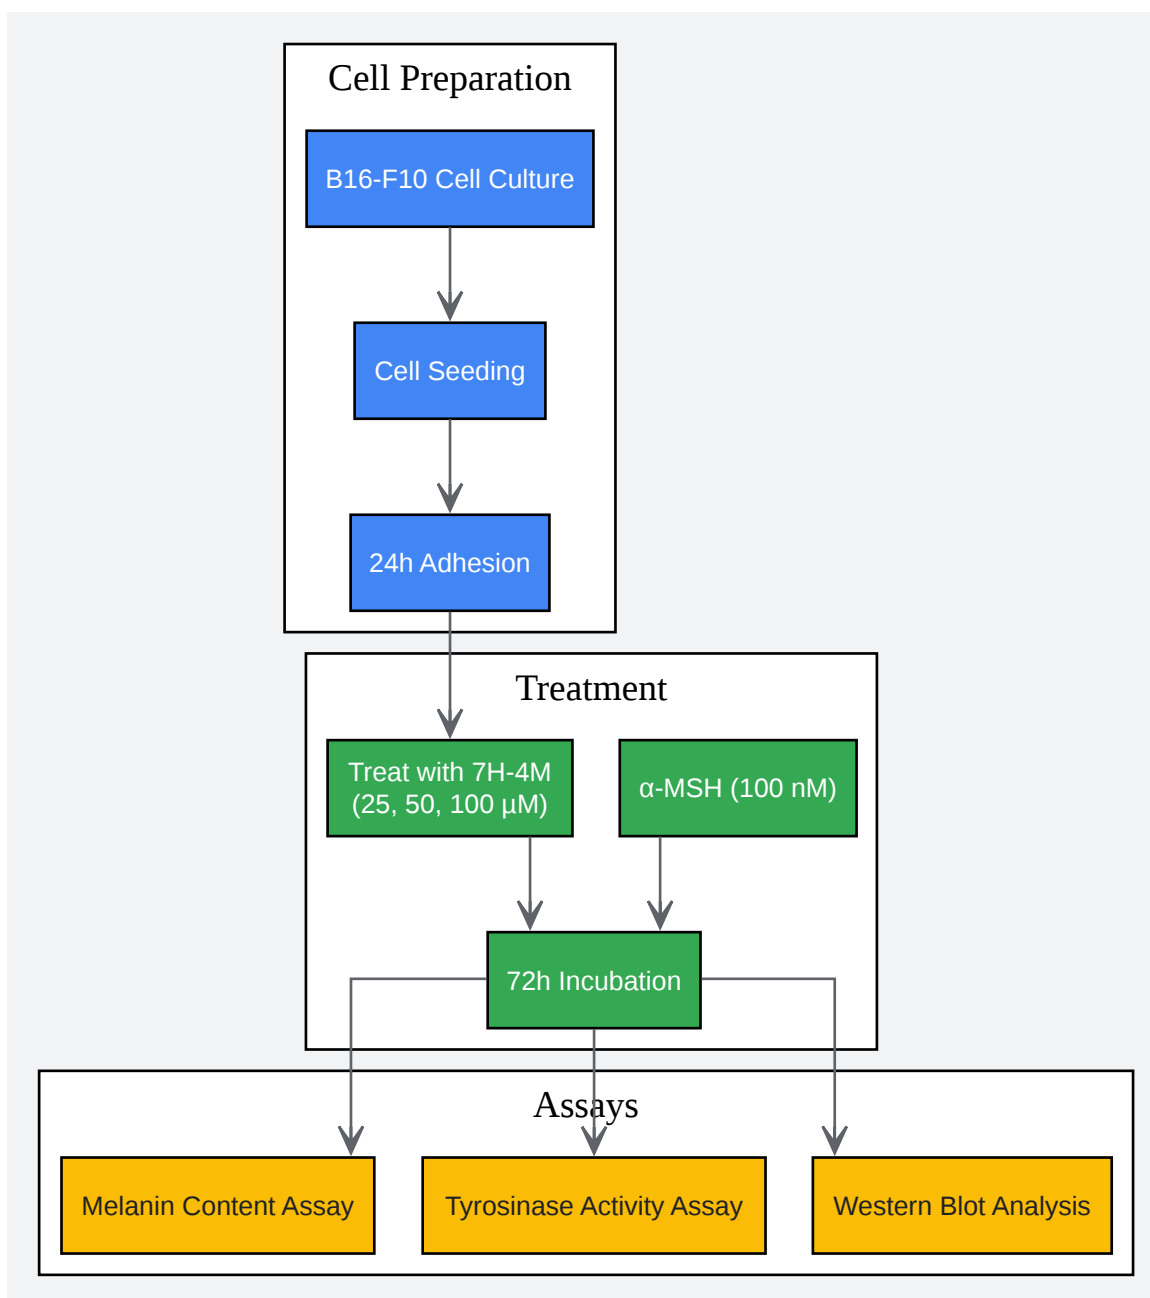 Cell Preparation
B16-F10 Cell Culture
Cell Seeding
24h Adhesion
Treatment
Treat with 7H-4M
(25, 50, 100 µM)
α-MSH (100 nM)
72h Incubation
Assays
Melanin Content Assay
Tyrosinase Activity Assay
Western Blot Analysis